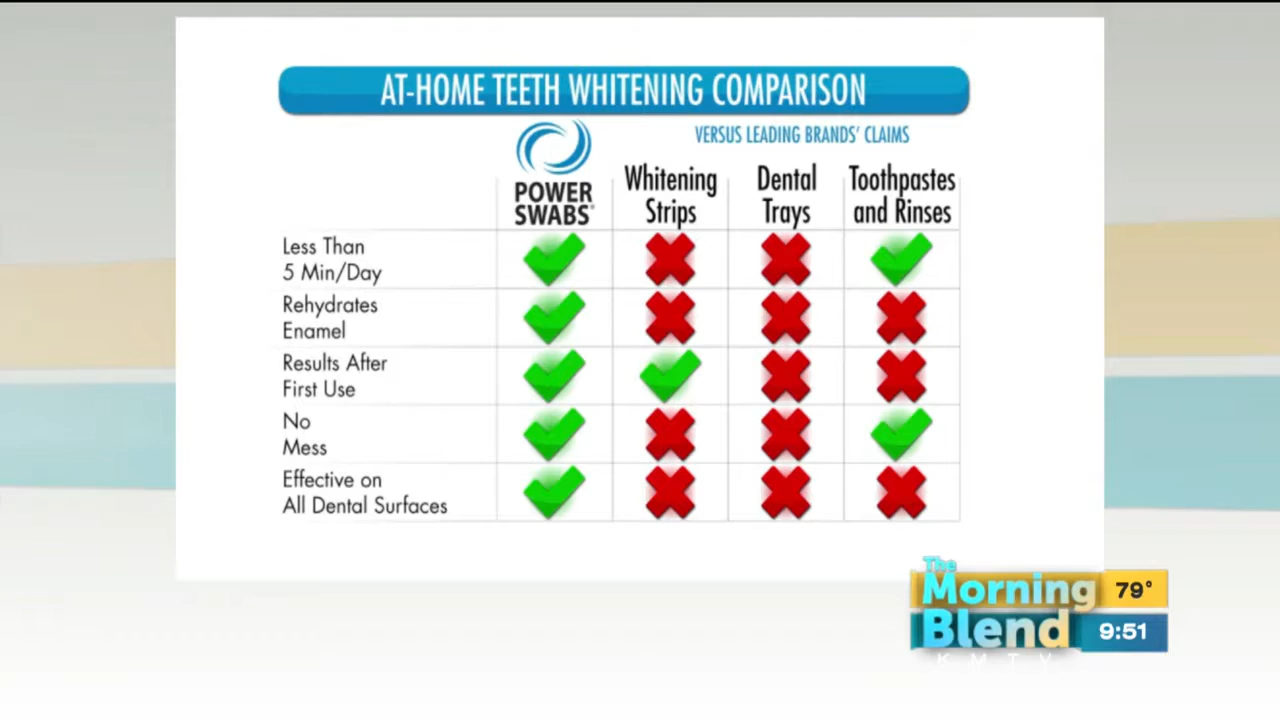 AT-HOME TEETH WHITENING COMPARISON
VERSUS LEADING BRANDS' CLAIMS
POWER
SWABS®
Whitening
Strips
Dental
Trays
Toothpastes
and Rinses
Less Than
5 Min/Day
Rehydrates
Enamel
Results After
First Use
No
Mess
Effective on
All Dental Surfaces
The
Morning
Blend
79°
9:51
KMTV